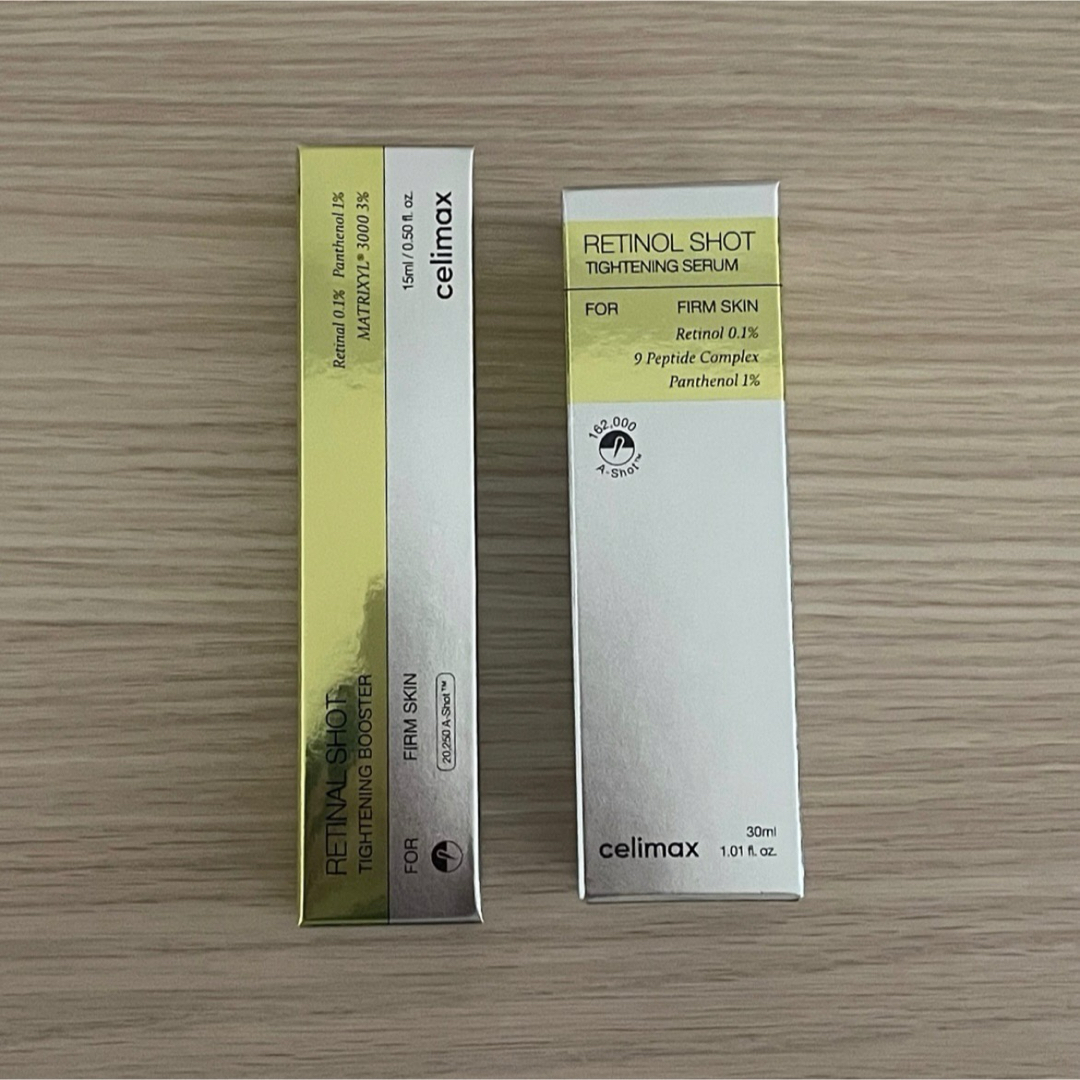 RETINAL SHOT
TIGHTENING BOOSTER
Retinal 0.1% Panthenol 1%
MATRIXYL® 3000 3%
FOR FIRM SKIN
20,250 A-Shot™
15ml / 0.50 fl. oz.
celimax
RETINOL SHOT
TIGHTENING SERUM
FOR FIRM SKIN
Retinol 0.1%
9 Peptide Complex
Panthenol 1%
162,000
A-Shot™
celimax
30ml
1.01 fl. oz.